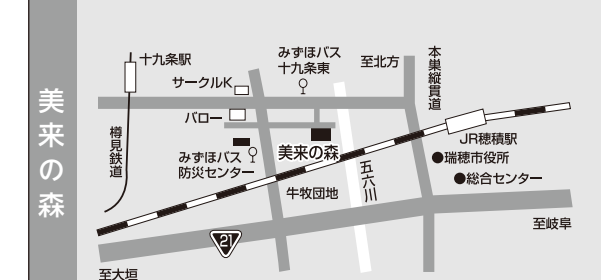 美来の森
十九条駅
サークルK
バロー
樽見鉄道
みずほバス
十九条東
至北方
本巣縦貫道
みずほバス
防災センター
美来の森
牛牧団地
五六川
JR穂積駅
●瑞穂市役所
●総合センター
21
至岐阜
至大垣